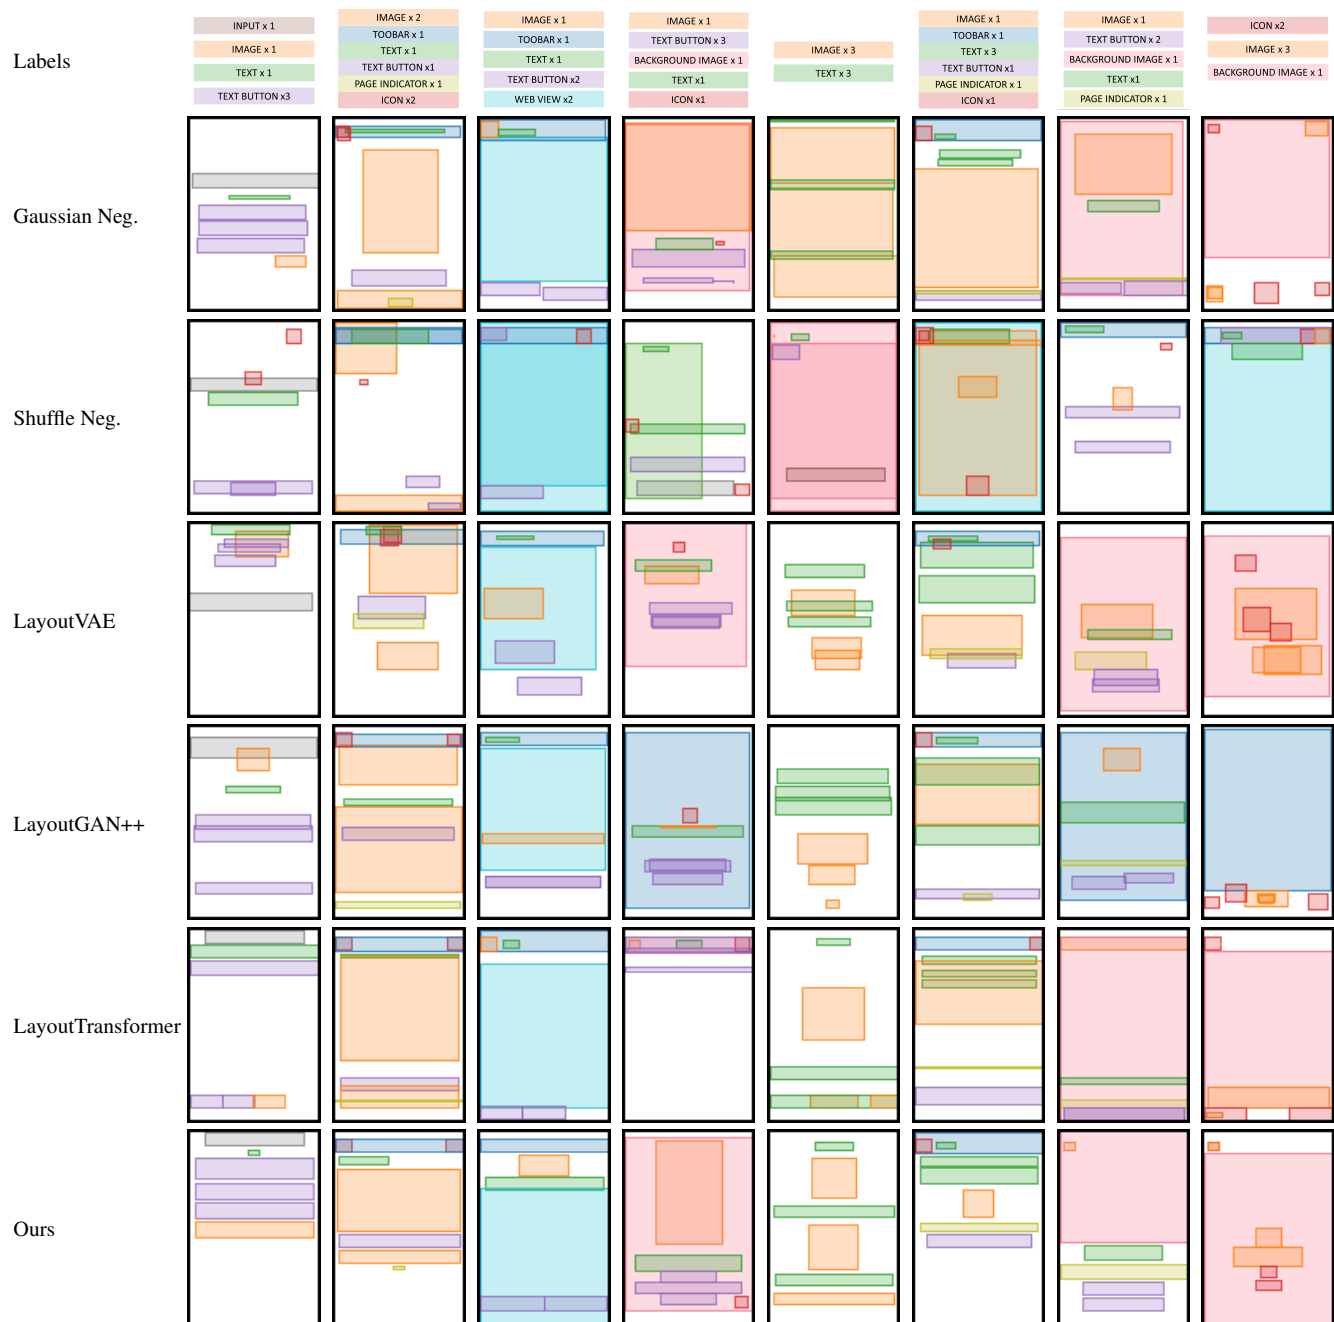 Labels
INPUT x 1
IMAGE x 1
TEXT x 1
TEXT BUTTON x3
IMAGE x 2
TOOBAR x 1
TEXT x 1
TEXT BUTTON x1
PAGE INDICATOR x 1
ICON x2
IMAGE x 1
TOOBAR x 1
TEXT x 1
TEXT BUTTON x2
WEB VIEW x2
IMAGE x 1
TEXT BUTTON x 3
BACKGROUND IMAGE x 1
TEXT x1
ICON x1
IMAGE x 3
TEXT x 3
IMAGE x 1
TOOBAR x 1
TEXT x 3
TEXT BUTTON x1
PAGE INDICATOR x 1
ICON x1
IMAGE x 1
TEXT BUTTON x 2
BACKGROUND IMAGE x 1
TEXT x1
PAGE INDICATOR x 1
ICON x2
IMAGE x 3
BACKGROUND IMAGE x 1
Gaussian Neg.
Shuffle Neg.
LayoutVAE
LayoutGAN++
LayoutTransformer
Ours